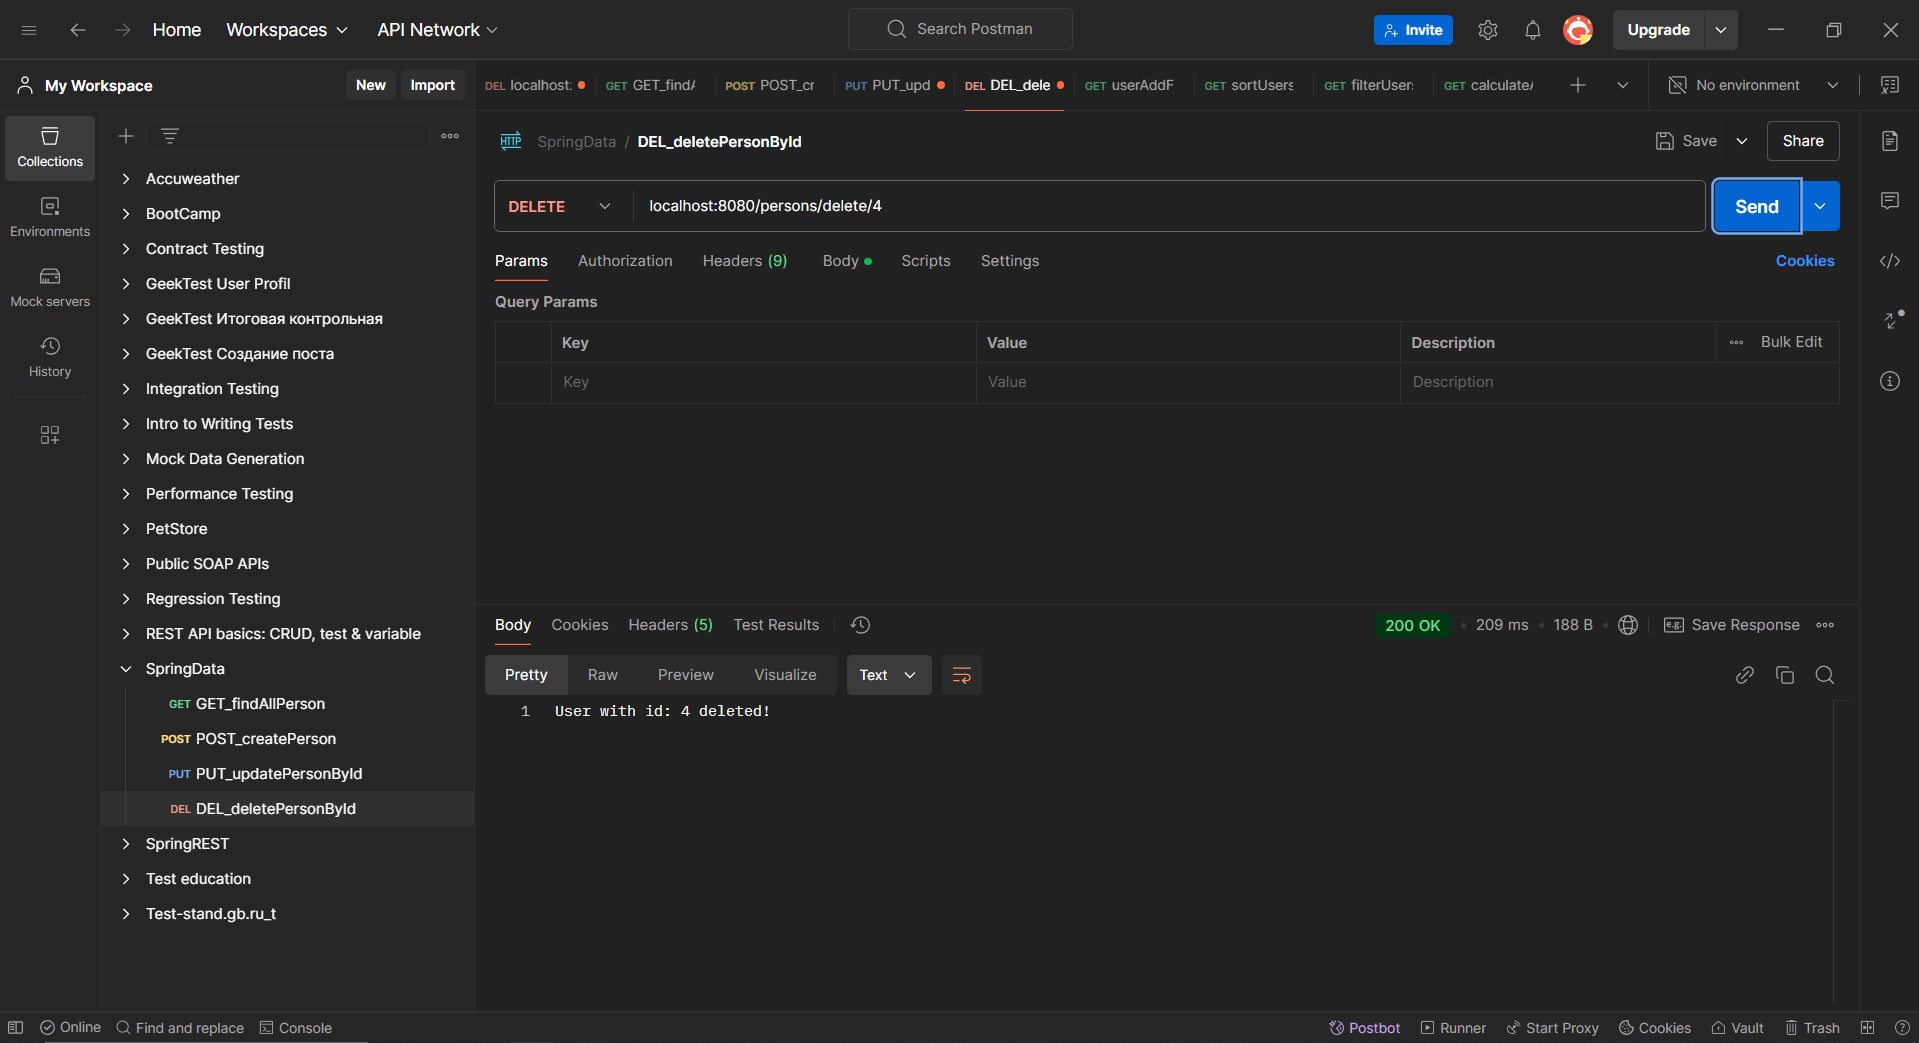 Home Workspaces API Network Search Postman Invite Upgrade
My Workspace New Import DEL localhost: GET GET_findA POST POST_cr PUT PUT_upd DEL DEL_dele GET userAddF GET sortUsers GET filterUser: GET calculateA No environment
Collections
Environments
Mock servers
History
Accuweather
BootCamp
Contract Testing
GeekTest User Profil
GeekTest Итоговая контрольная
GeekTest Создание поста
Integration Testing
Intro to Writing Tests
Mock Data Generation
Performance Testing
PetStore
Public SOAP APIs
Regression Testing
REST API basics: CRUD, test & variable
SpringData
GET GET_findAllPerson
POST POST_createPerson
PUT PUT_updatePersonById
DEL DEL_deletePersonById
SpringREST
Test education
Test-stand.gb.ru_t
HTTP SpringData / DEL_deletePersonById Save Share
DELETE localhost:8080/persons/delete/4 Send
Params Authorization Headers (9) Body Scripts Settings Cookies
Query Params
Key Value Description Bulk Edit
Key Value Description
Body Cookies Headers (5) Test Results 200 OK 209 ms 188 B e.g. Save Response
Pretty Raw Preview Visualize Text
1 User with id: 4 deleted!
Online Find and replace Console Postbot Runner Start Proxy Cookies Vault Trash